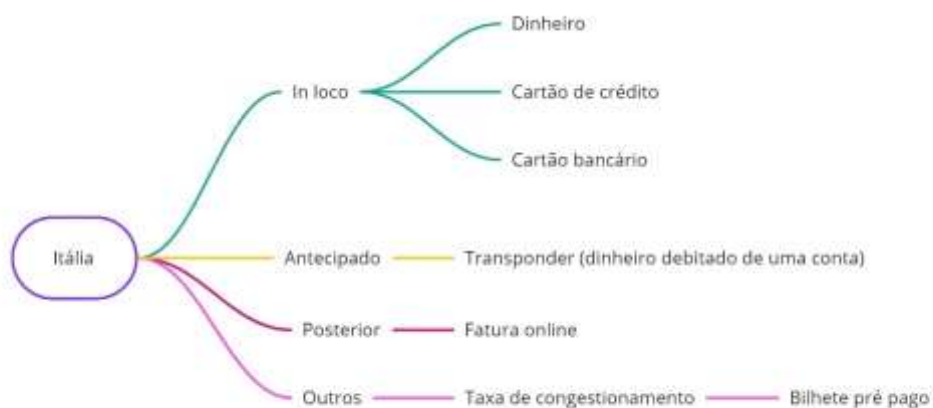 Itália
In loco
Dinheiro
Cartão de crédito
Cartão bancário
Antecipado
Transponder (dinheiro debitado de uma conta)
Posterior
Fatura online
Outros
Taxa de congestionamento
Bilhete pré pago